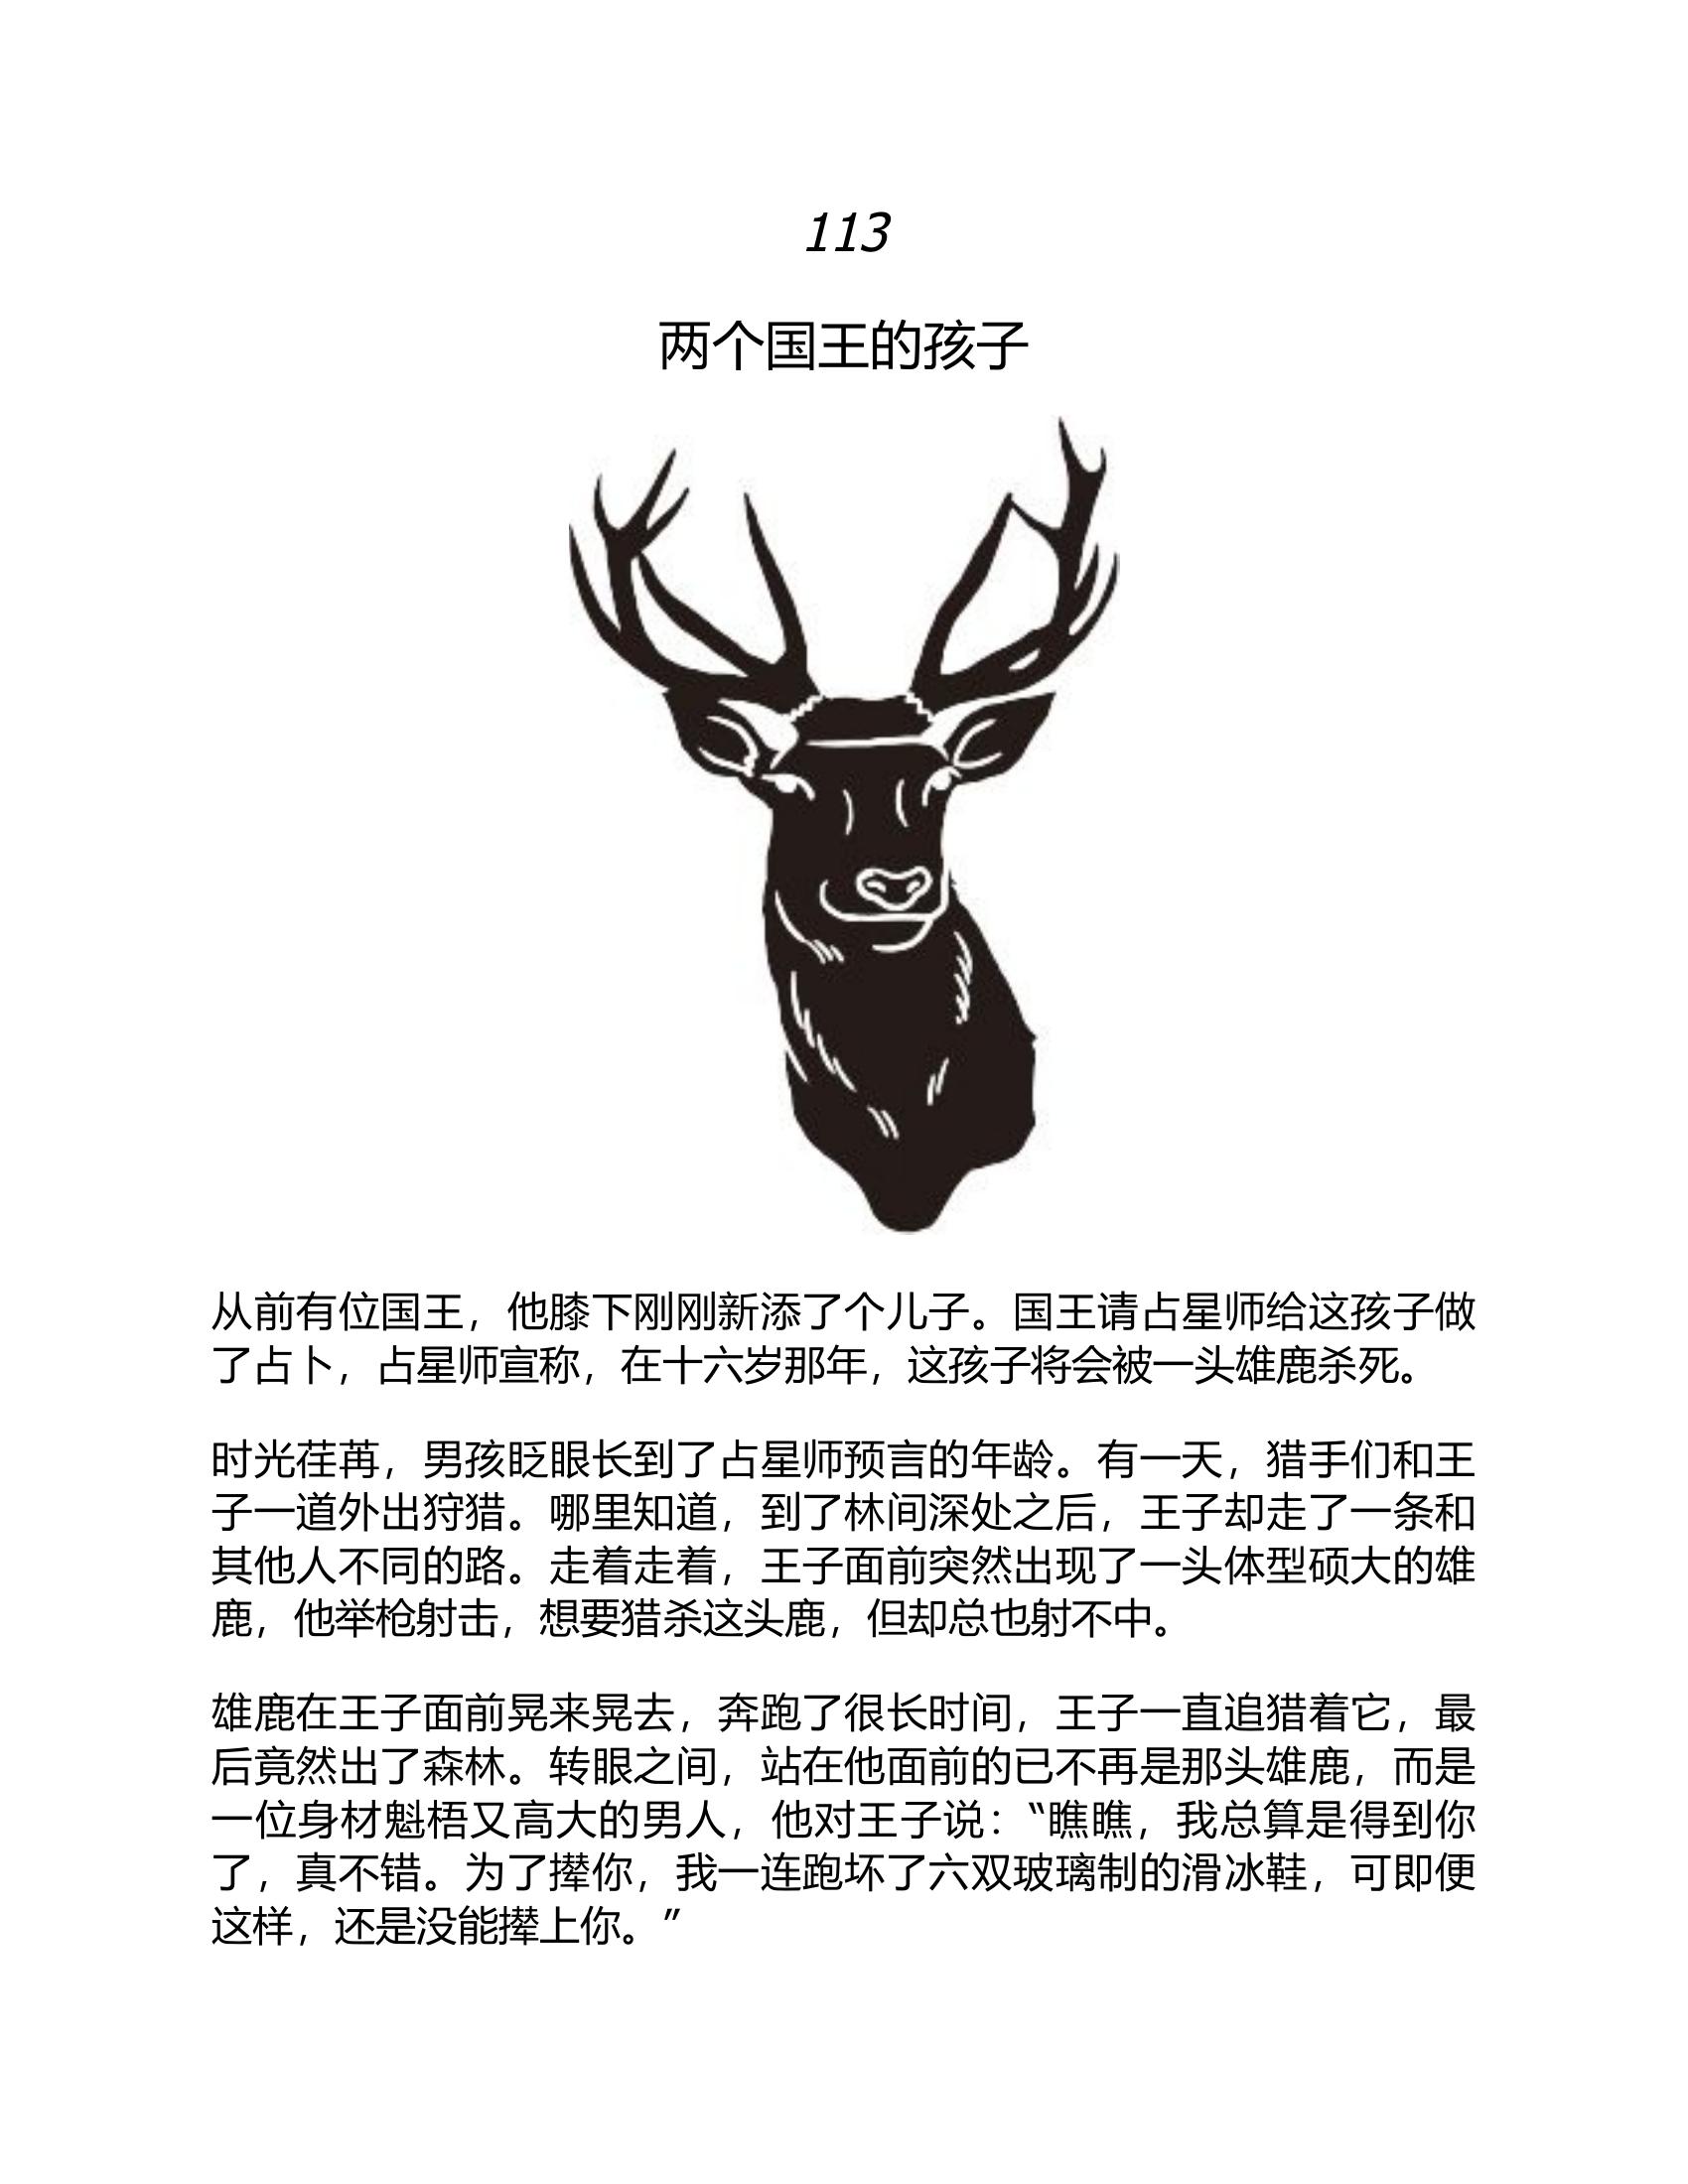 113
两个国王的孩子
从前有位国王，他膝下刚刚新添了个儿子。国王请占星师给这孩子做
了占卜，占星师宣称，在十六岁那年，这孩子将会被一头雄鹿杀死。
时光荏苒，男孩眨眼长到了占星师预言的年龄。有一天，猎手们和王
子一道外出狩猎。哪里知道，到了林间深处之后，王子却走了一条和
其他人不同的路。走着走着，王子面前突然出现了一头体型硕大的雄
鹿，他举枪射击，想要猎杀这头鹿，但却总也射不中。
雄鹿在王子面前晃来晃去，奔跑了很长时间，王子一直追猎着它，最
后竟然出了森林。转眼之间，站在他面前的已不再是那头雄鹿，而是
一位身材魁梧又高大的男人，他对王子说：“瞧瞧，我总算是得到你
了，真不错。为了撵你，我一连跑坏了六双玻璃制的滑冰鞋，可即便
这样，还是没能撵上你。”